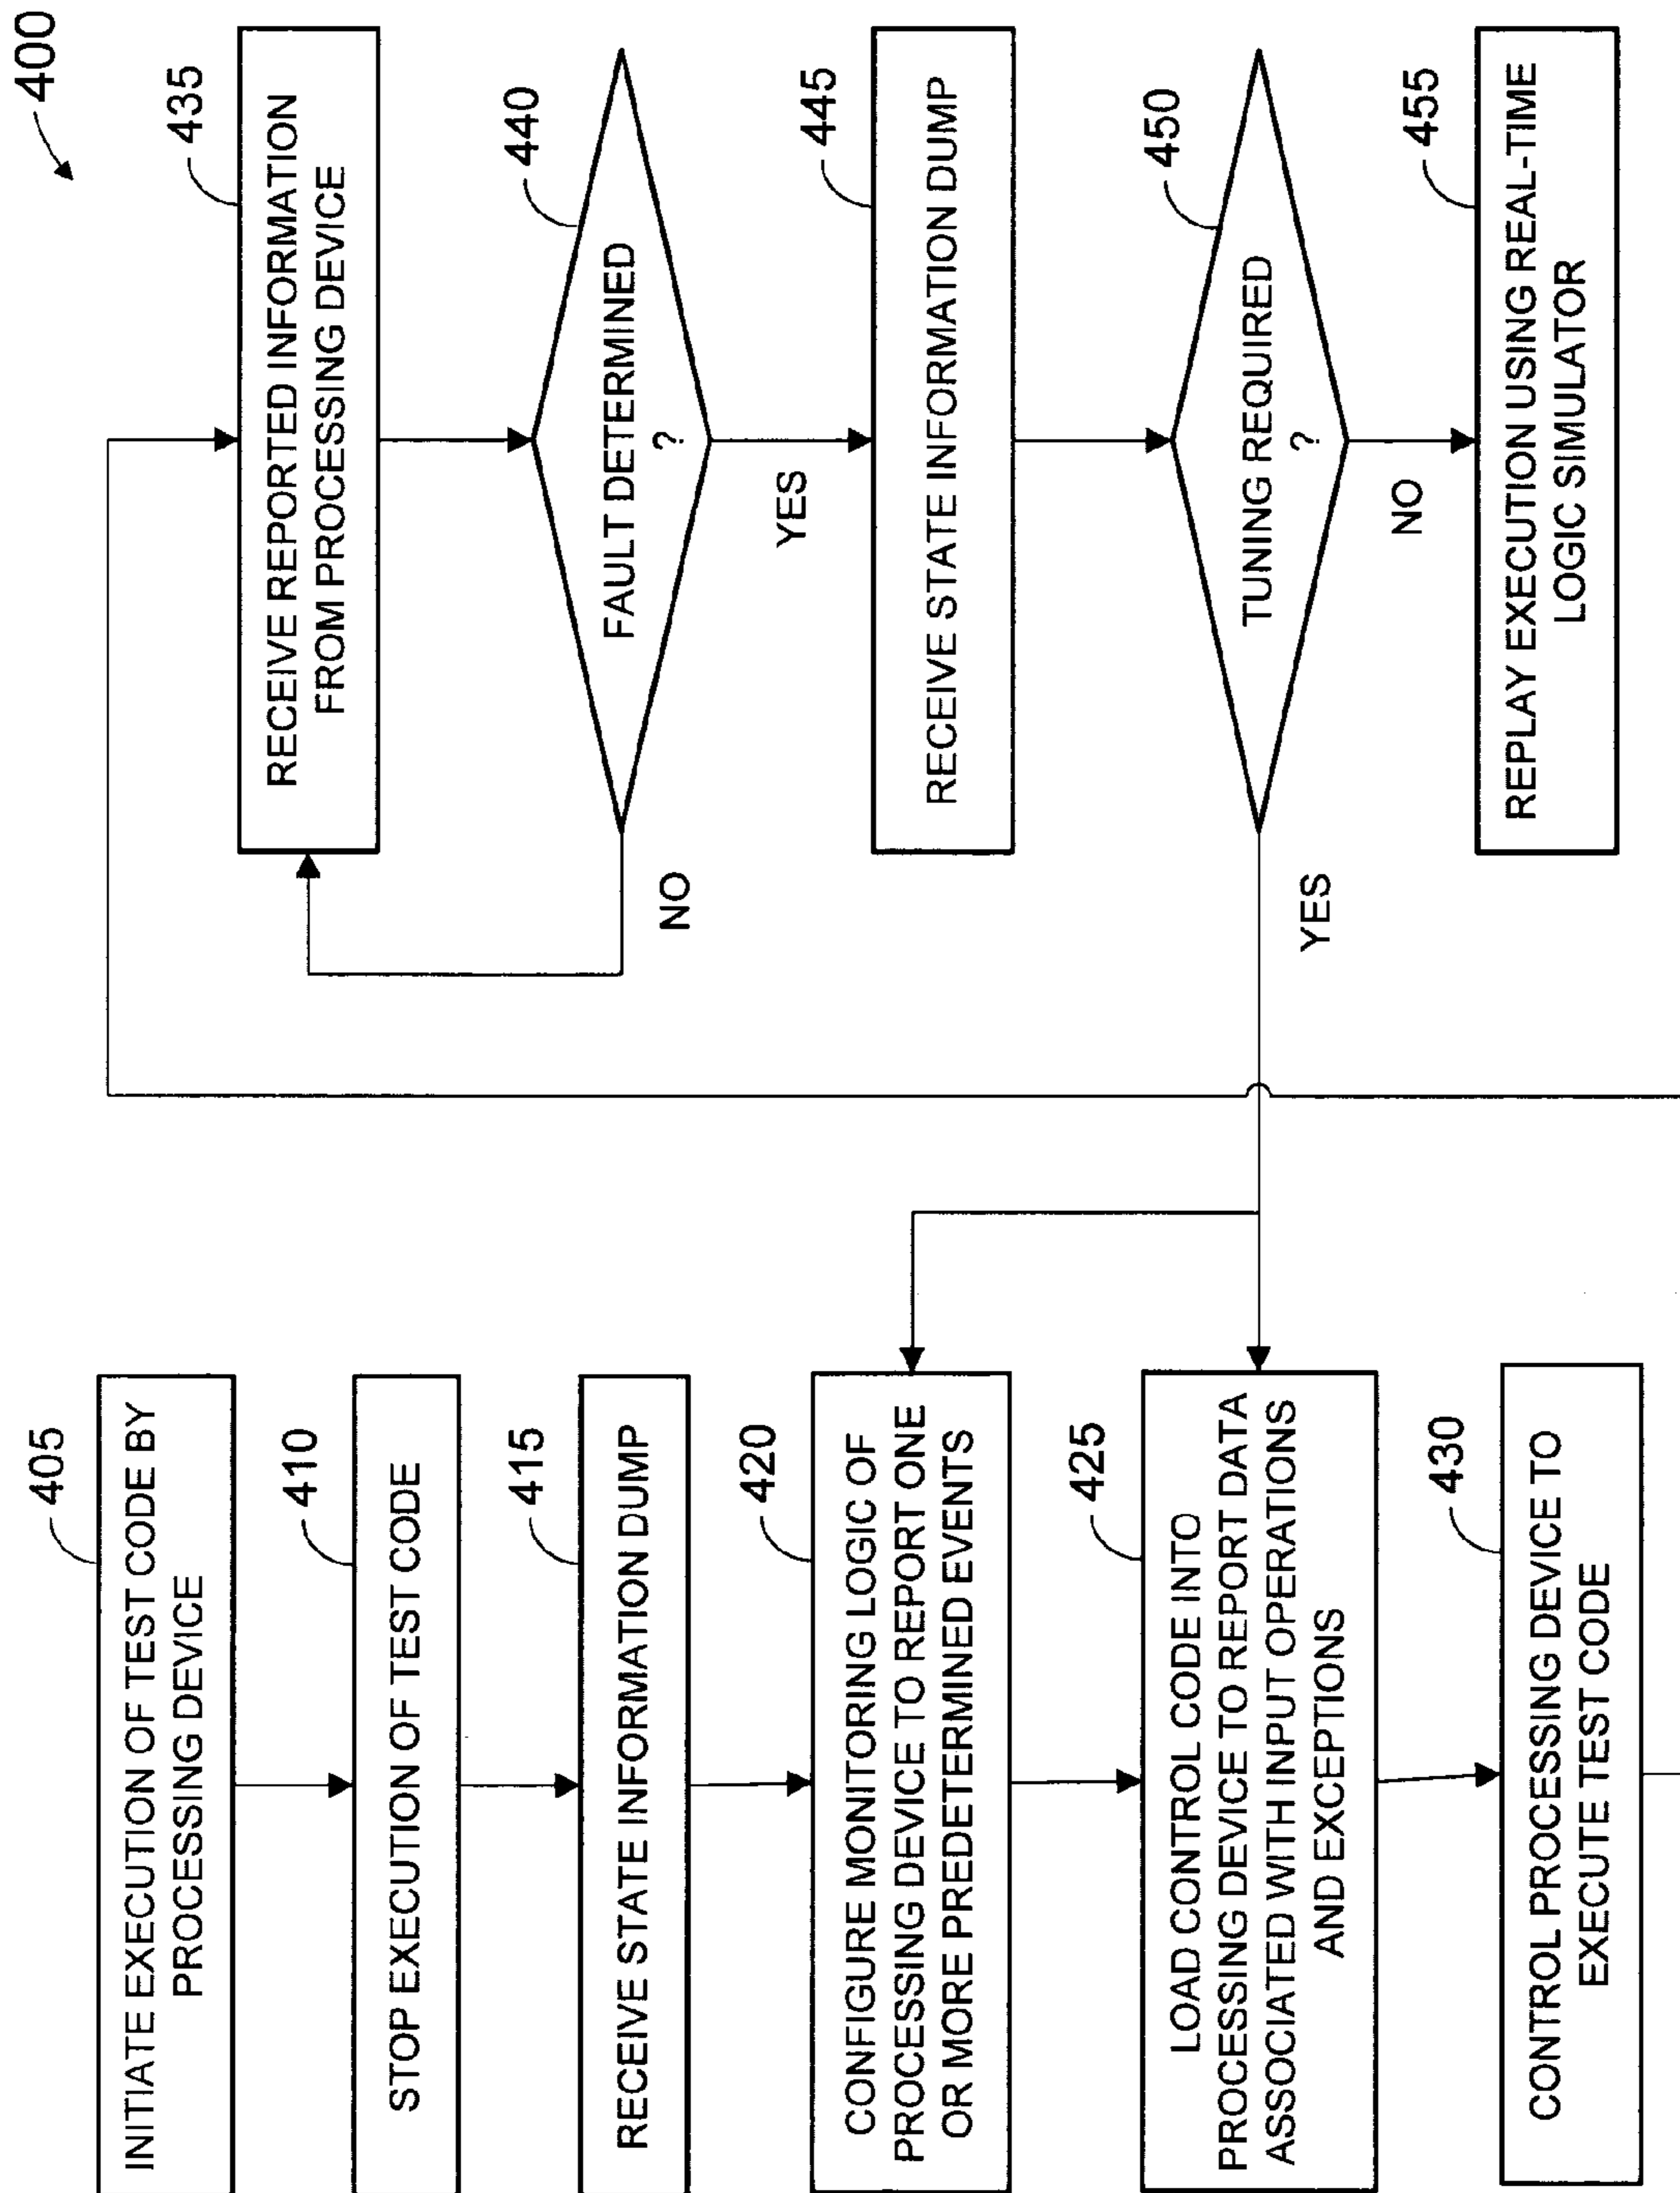 400
405
INITIATE EXECUTION OF TEST CODE BY
PROCESSING DEVICE
410
STOP EXECUTION OF TEST CODE
415
RECEIVE STATE INFORMATION DUMP
420
CONFIGURE MONITORING LOGIC OF
PROCESSING DEVICE TO REPORT ONE
OR MORE PREDETERMINED EVENTS
425
LOAD CONTROL CODE INTO
PROCESSING DEVICE TO REPORT DATA
ASSOCIATED WITH INPUT OPERATIONS
AND EXCEPTIONS
430
CONTROL PROCESSING DEVICE TO
EXECUTE TEST CODE
435
RECEIVE REPORTED INFORMATION
FROM PROCESSING DEVICE
440
FAULT DETERMINED
?
NO
YES
445
RECEIVE STATE INFORMATION DUMP
450
TUNING REQUIRED
?
YES
NO
455
REPLAY EXECUTION USING REAL-TIME
LOGIC SIMULATOR